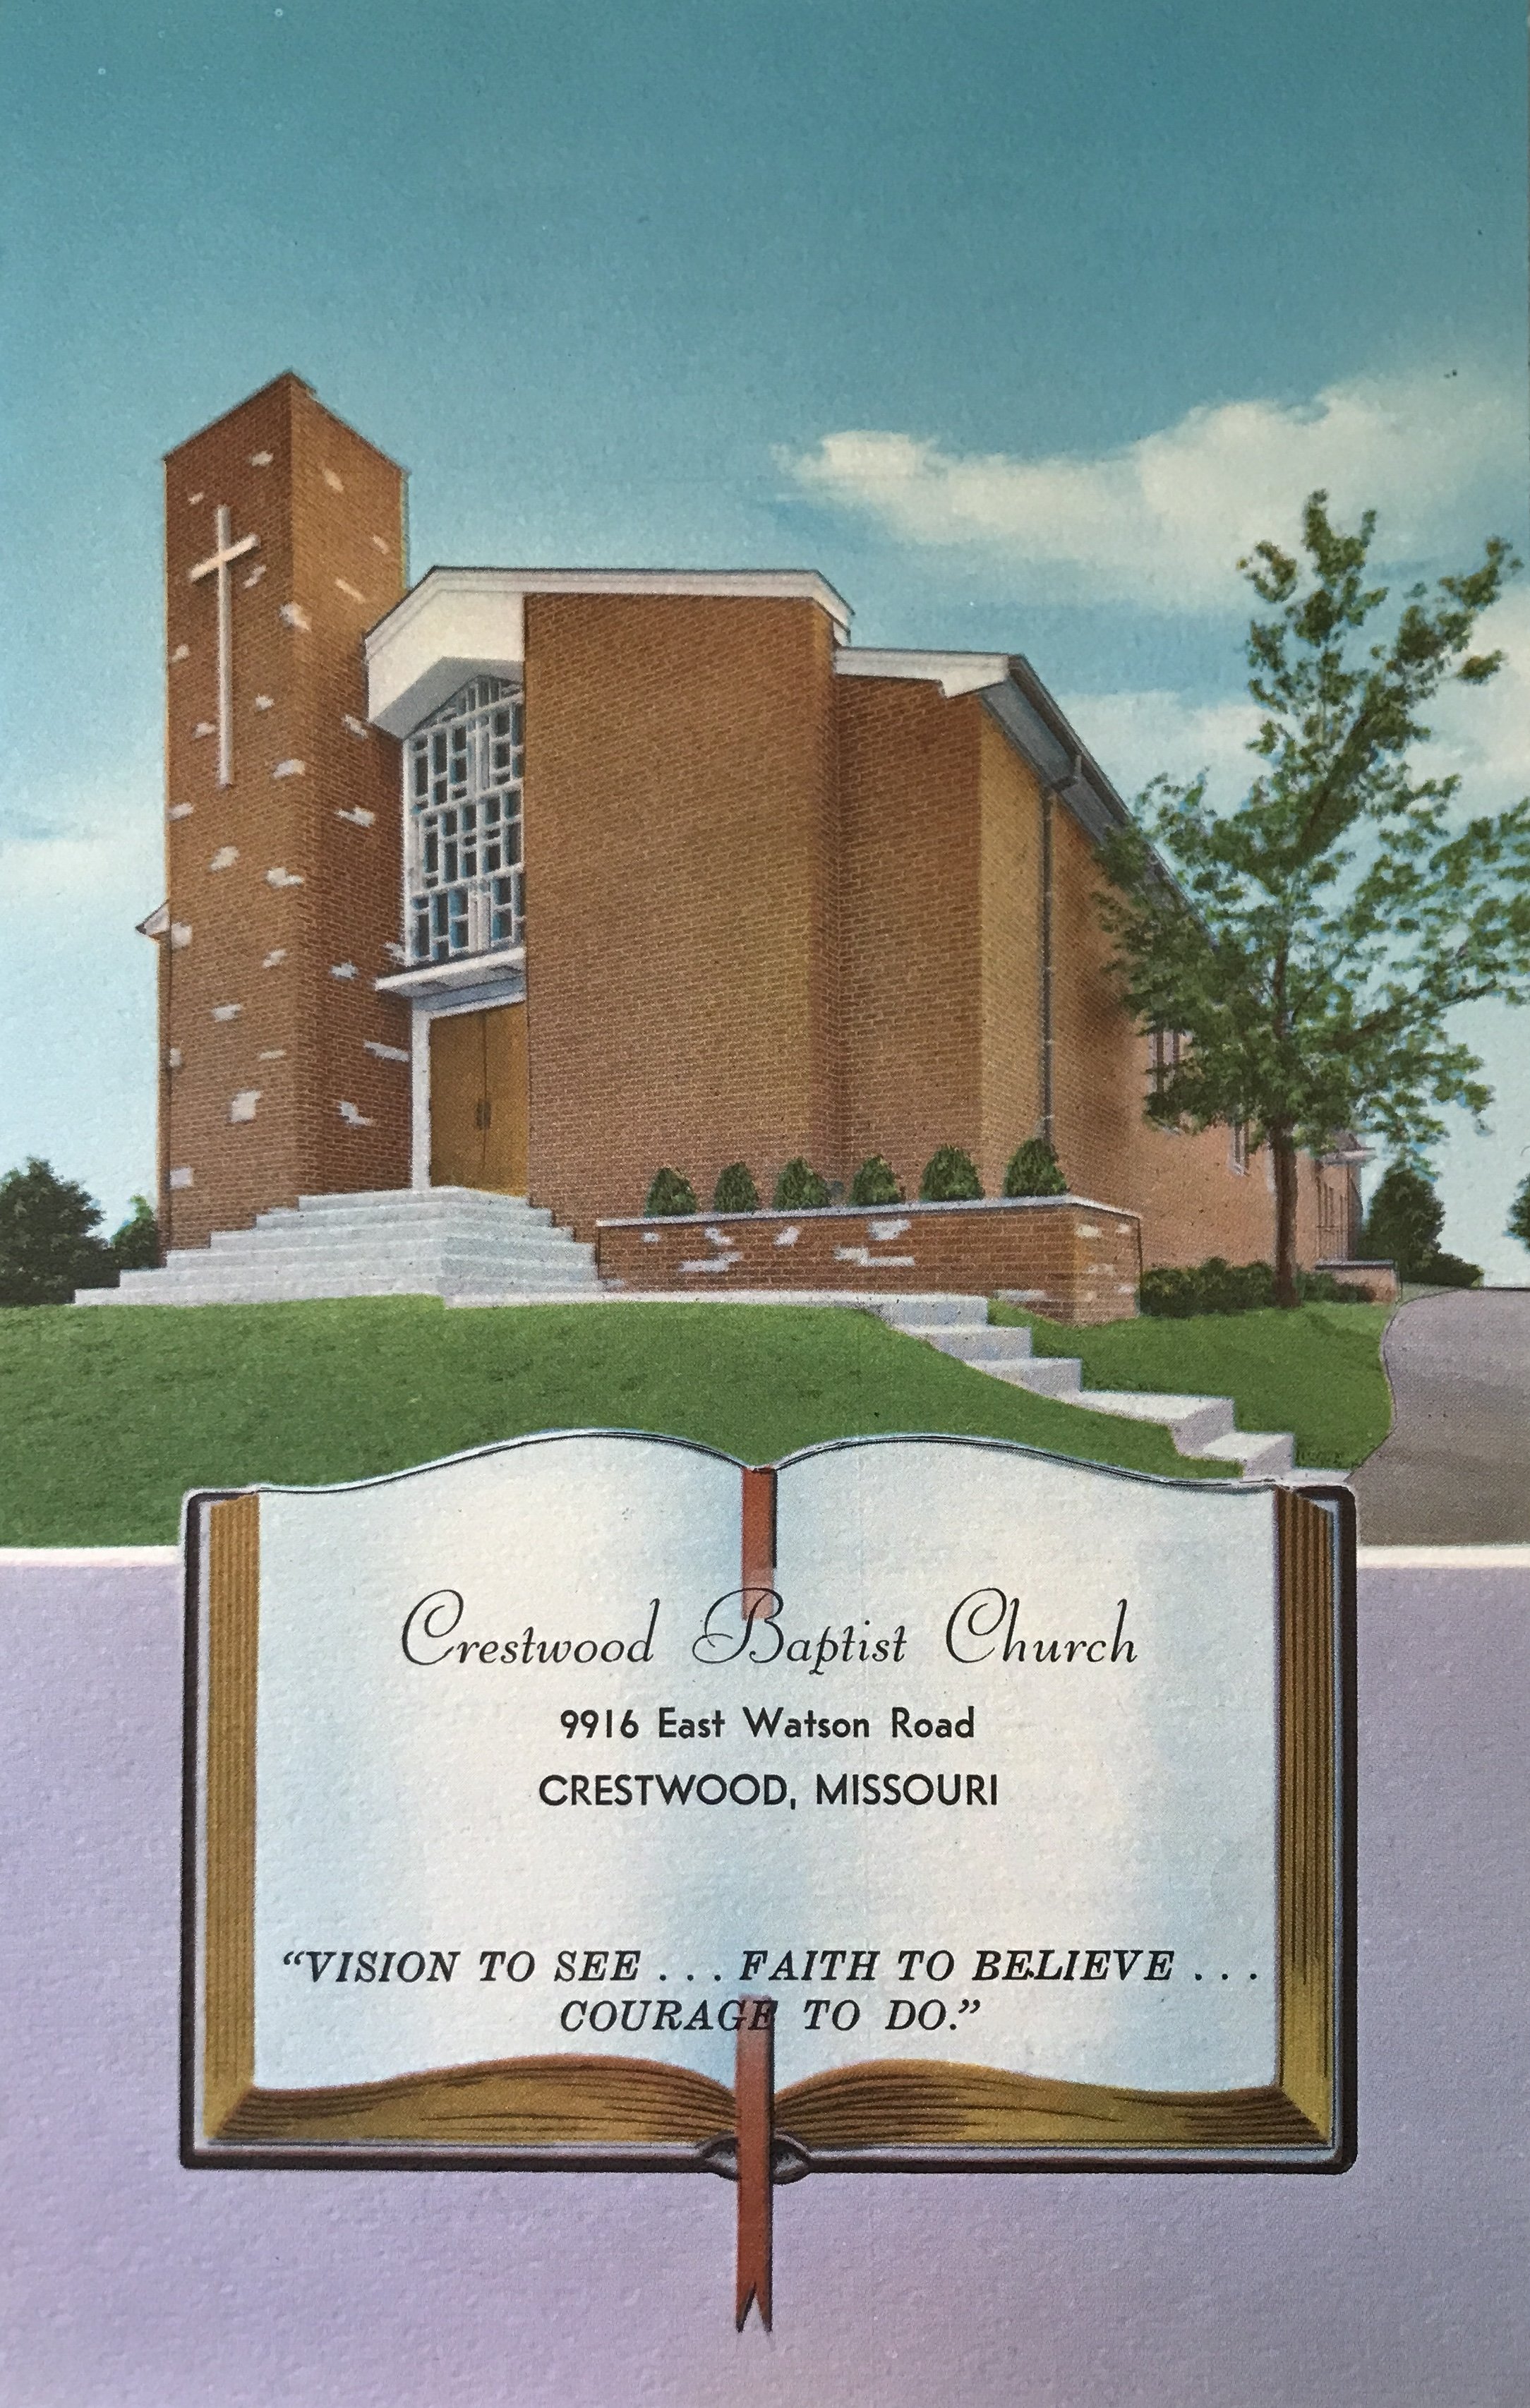 Crestwood Baptist Church
9916 East Watson Road
CRESTWOOD, MISSOURI
“VISION TO SEE . . . FAITH TO BELIEVE . . .
COURAGE TO DO.”